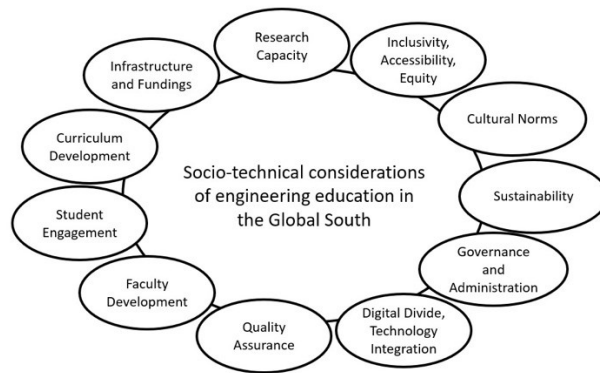 Research
Capacity
Inclusivity,
Accessibility,
Equity
Cultural Norms
Sustainability
Governance
and
Administration
Digital Divide,
Technology
Integration
Quality
Assurance
Faculty
Development
Student
Engagement
Curriculum
Development
Infrastructure
and Fundings
Socio-technical considerations
of engineering education in
the Global South